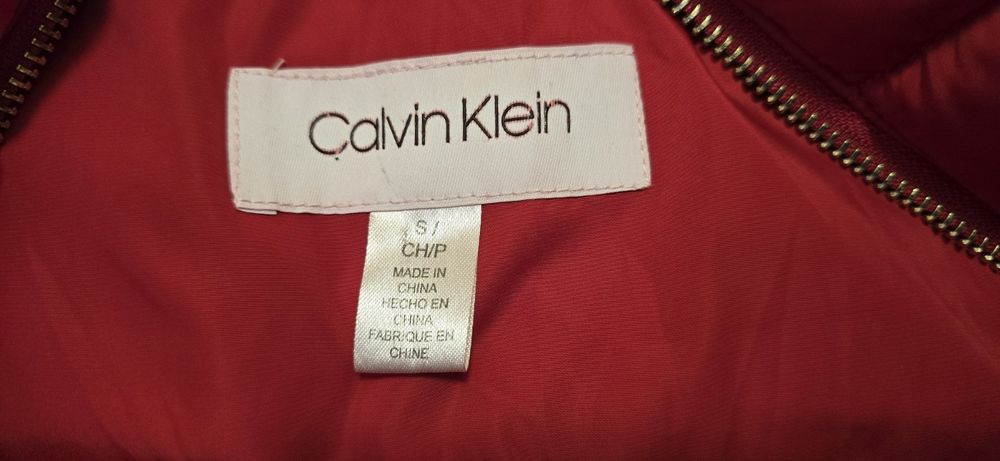 Calvin Klein
S /
CH/P
MADE IN
CHINA
HECHO EN
CHINA
FABRIQUE EN
CHINE